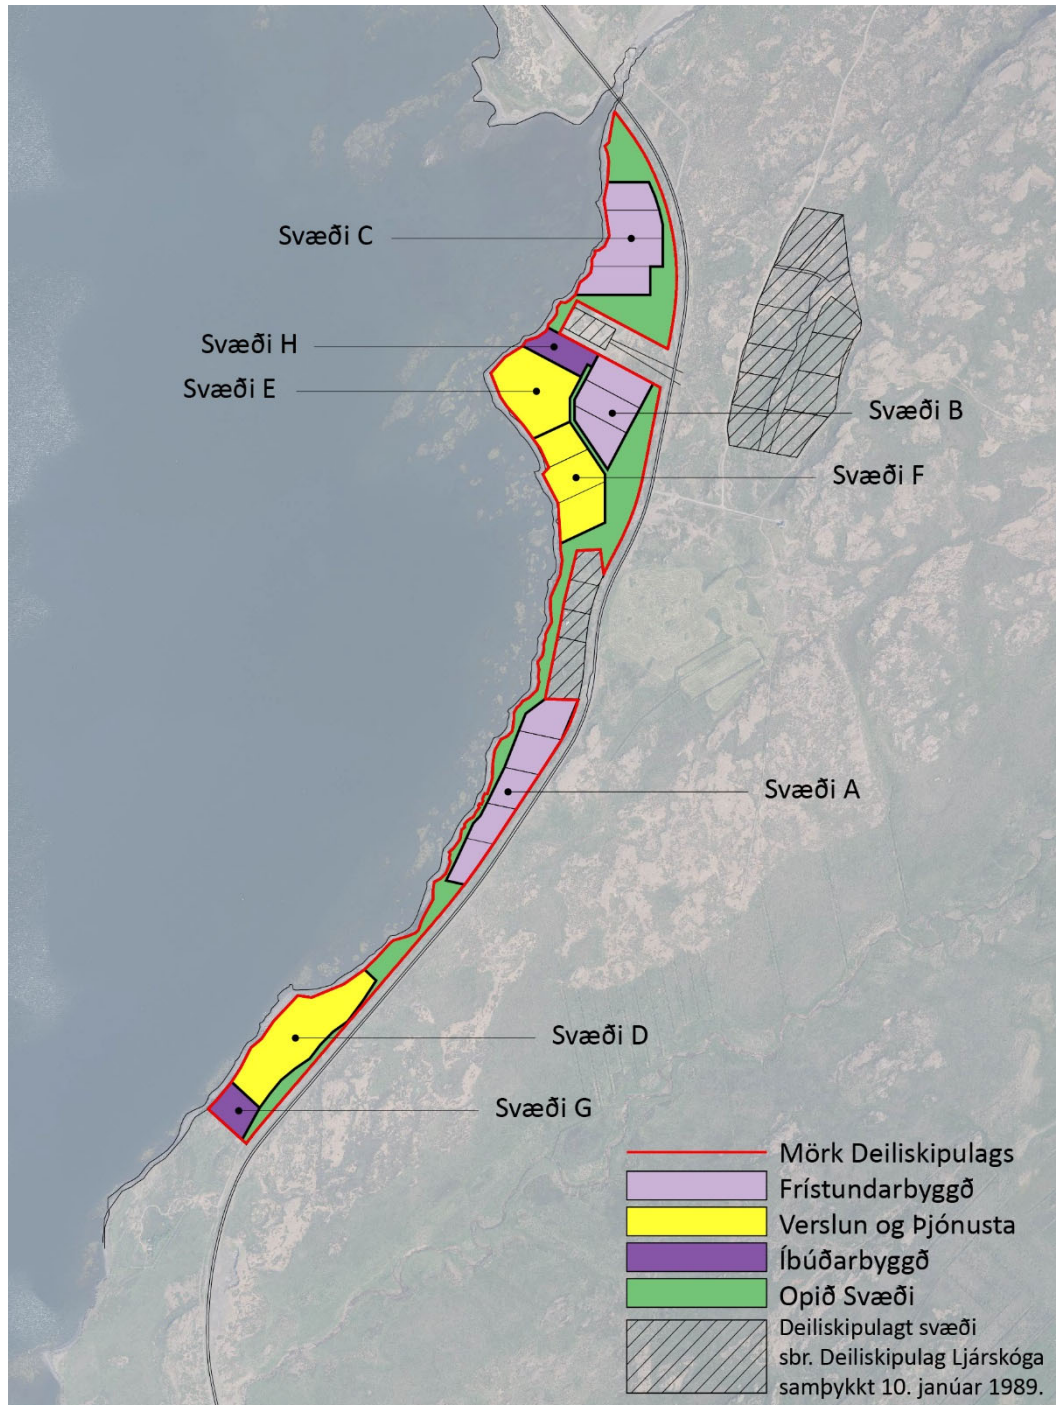 Svæði C
Svæði H
Svæði E
Svæði B
Svæði F
Svæði A
Svæði D
Svæði G
Mörk Deiliskipulags
Frístundarbyggð
Verslun og Þjónusta
Íbúðarbyggð
Opið Svæði
Deiliskipulagt svæði
sbr. Deiliskipulag Ljárskóga
samþykkt 10. janúar 1989.